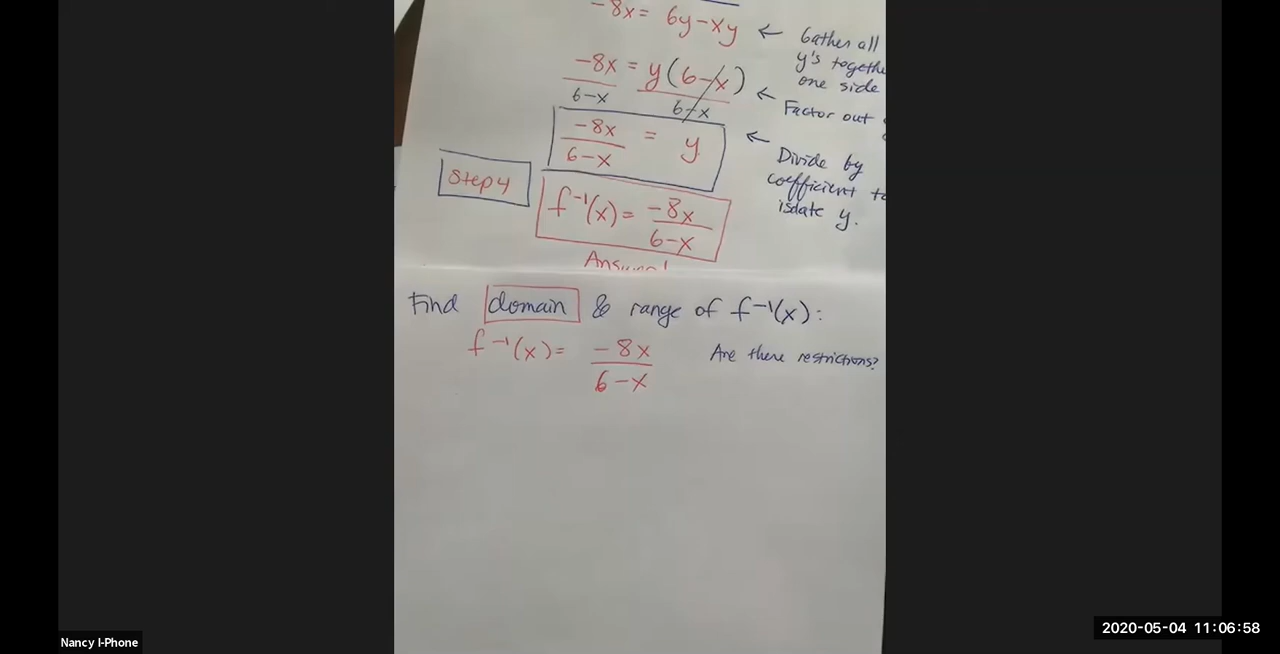 -8x = 6y-xy ← Gather all
y's together
one side
-8x = y(6-x)
6-x 6-x
← Factor out
-8x = y
6-x
← Divide by
coefficient to
isolate y.
Step 4
f⁻¹(x) = -8x
6-x
Answer!
Find domain & range of f⁻¹(x):
f⁻¹(x)= -8x Are there restrictions?
6-x
Nancy I-Phone
2020-05-04 11:06:58